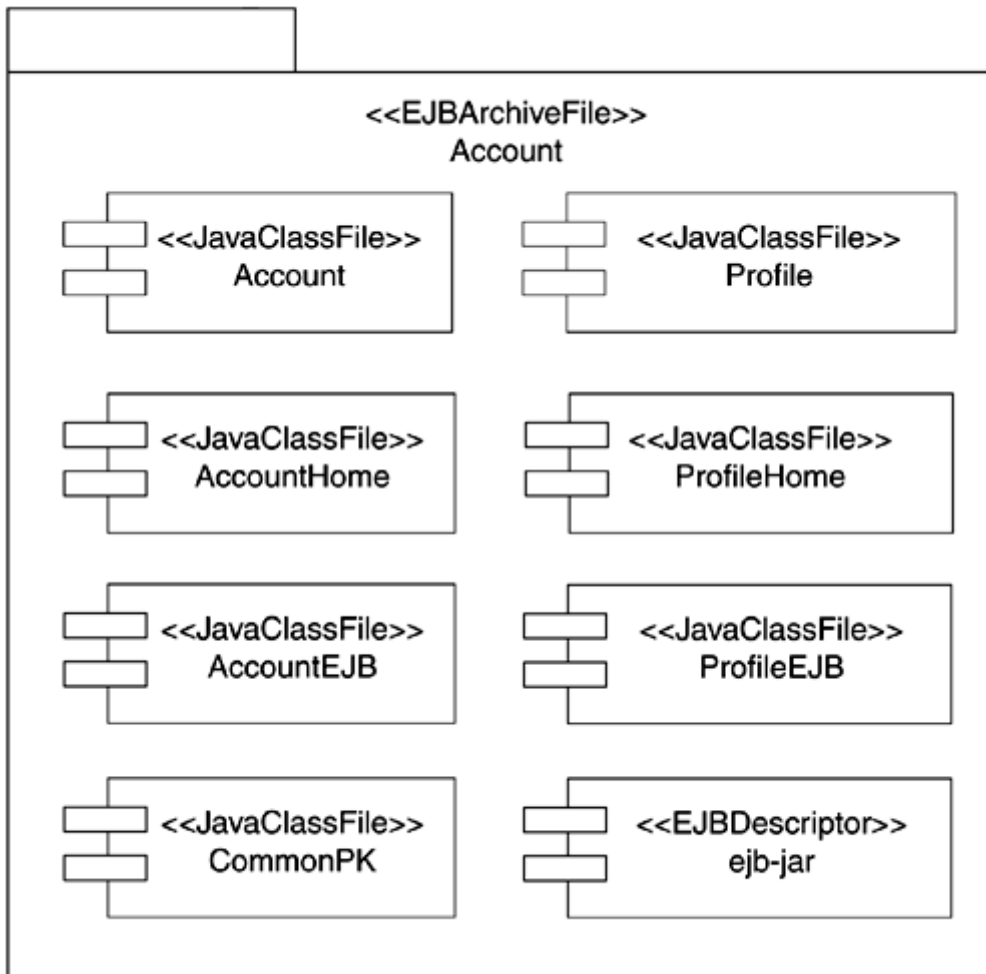 <<EJBArchiveFile>>
Account
<<JavaClassFile>>
Account
<<JavaClassFile>>
Profile
<<JavaClassFile>>
AccountHome
<<JavaClassFile>>
ProfileHome
<<JavaClassFile>>
AccountEJB
<<JavaClassFile>>
ProfileEJB
<<JavaClassFile>>
CommonPK
<<EJBDescriptor>>
ejb-jar